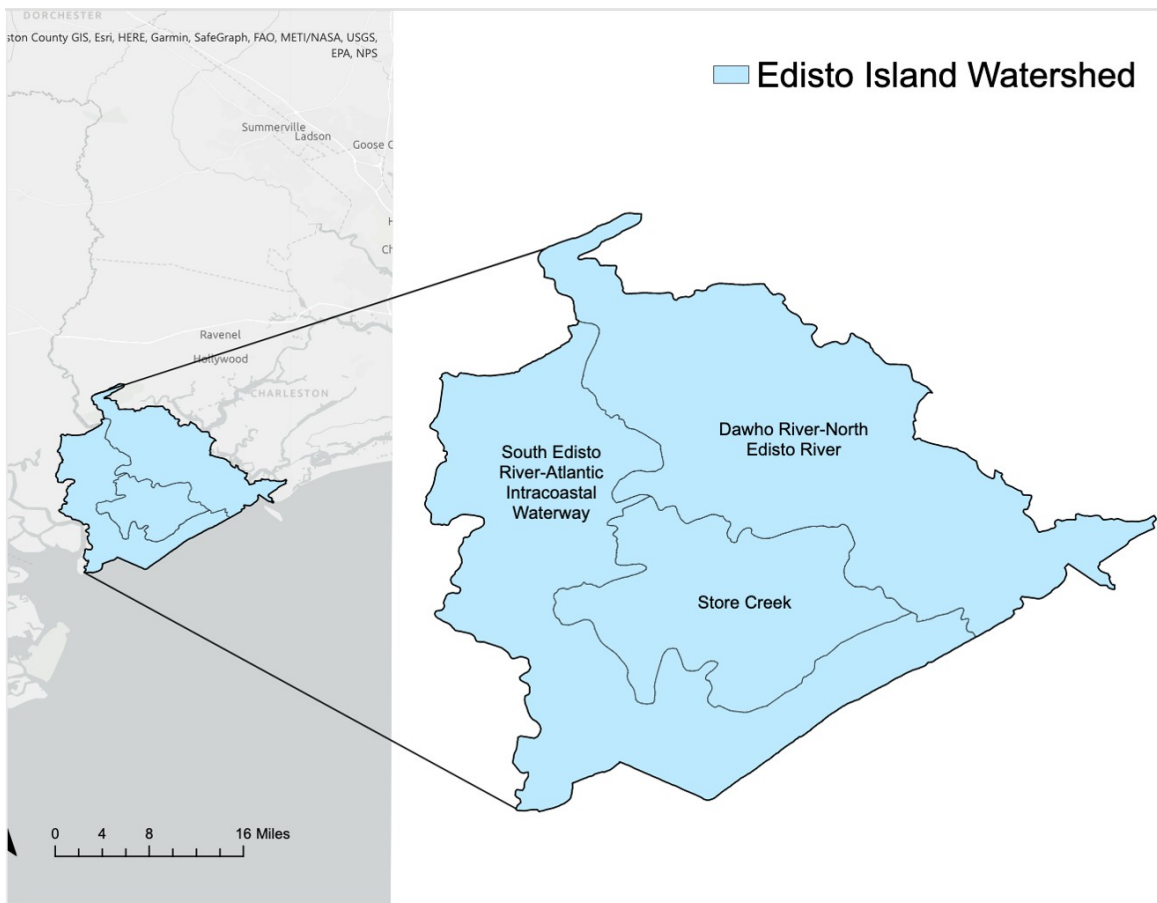 DORCHESTER
ston County GIS, Esri, HERE, Garmin, SafeGraph, FAO, METI/NASA, USGS,
EPA, NPS
Edisto Island Watershed
Summerville
Ladson
Goose C
H
Ch
Ravenel
Hollywood
CHARLESTON
Dawho River-North
Edisto River
South Edisto
River-Atlantic
Intracoastal
Waterway
Store Creek
0 4 8 16 Miles